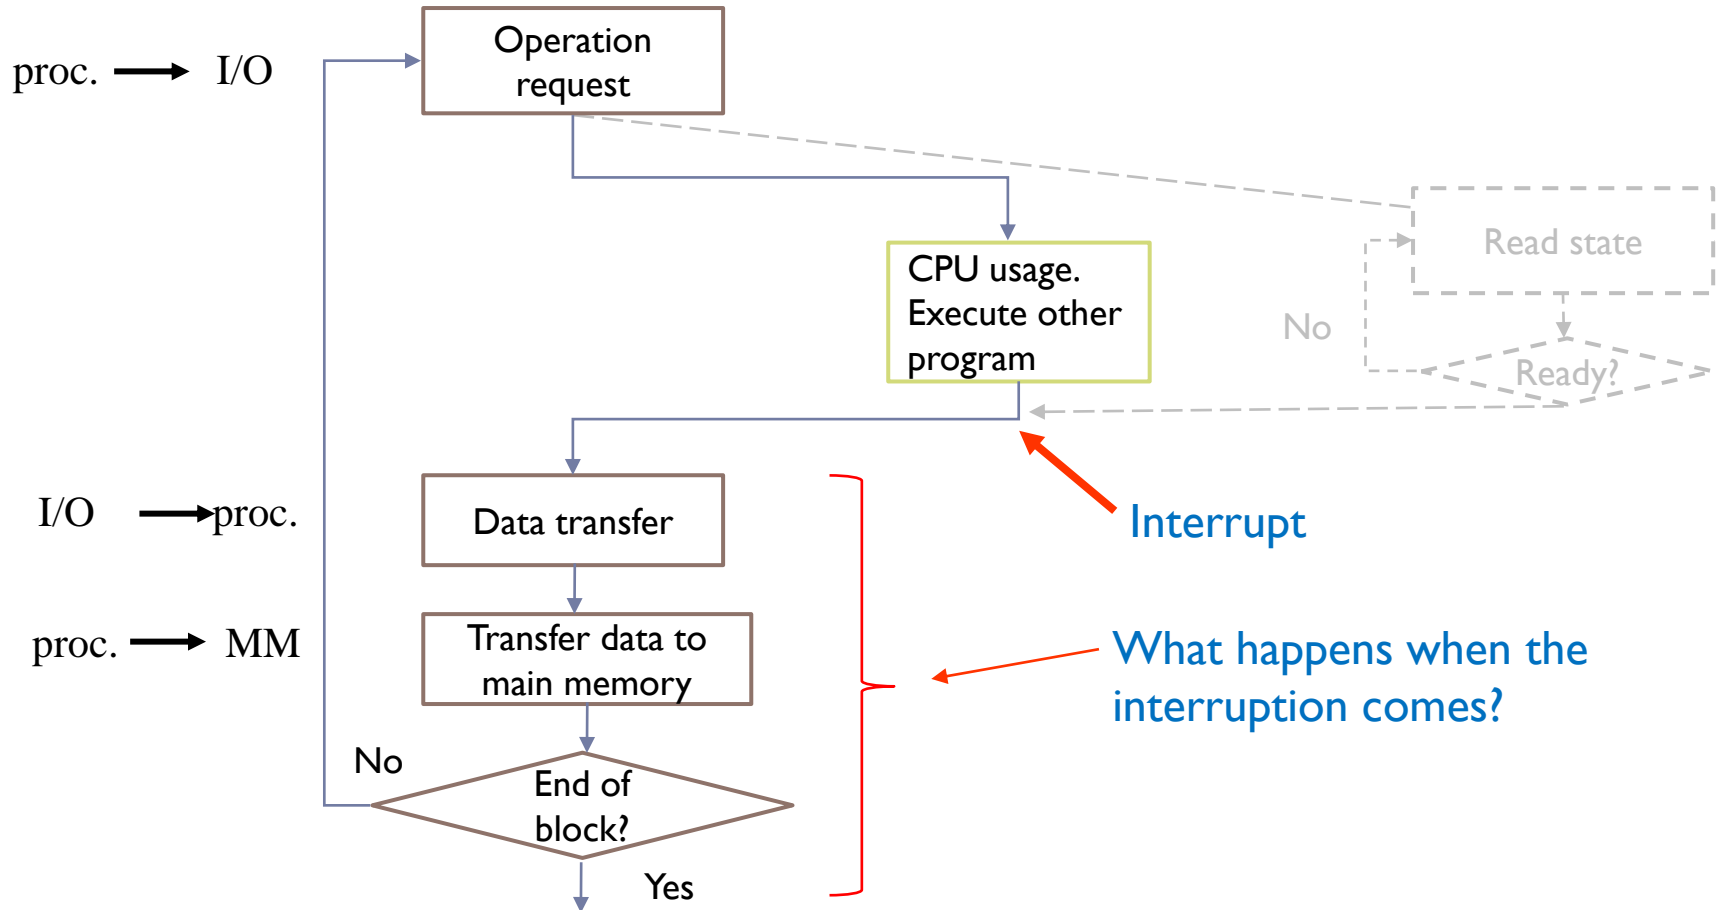 Operation
request
proc. I/O
Read state
CPU usage.
Execute other
program
No
Ready?
I/O proc.
Data transfer
Interrupt
proc. MM
Transfer data to
main memory
What happens when the
interruption comes?
No
End of
block?
Yes